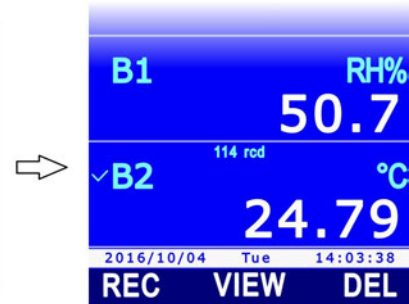 B1 RH%
50.7
114 rcd
✓B2 °C
24.79
2016/10/04 Tue 14:03:38
REC VIEW DEL